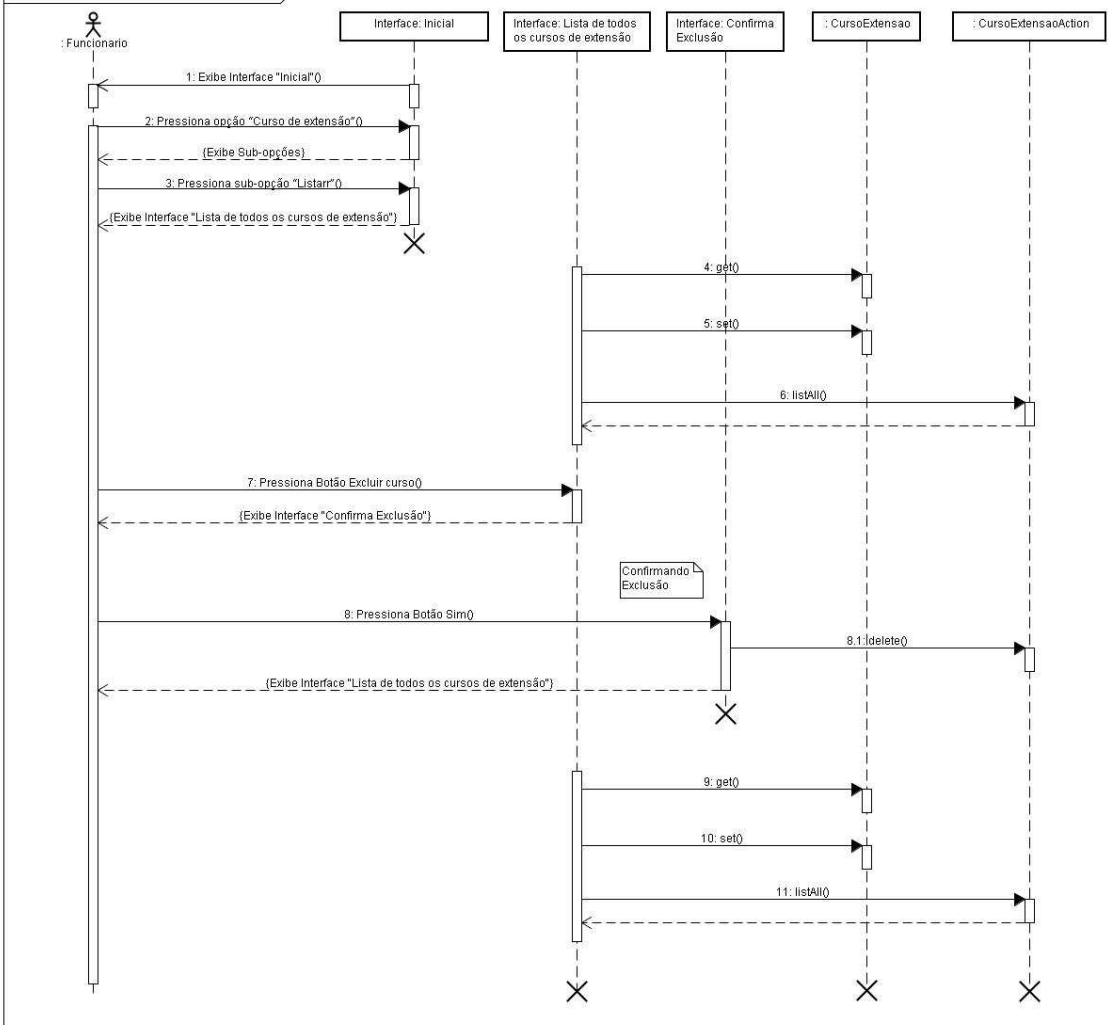 : Funcionario
Interface: Inicial
Interface: Lista de todos
os cursos de extensão
Interface: Confirma
Exclusão
: CursoExtensao
: CursoExtensaoAction
1: Exibe Interface "Inicial"()
2: Pressiona opção "Curso de extensão"()
{Exibe Sub-opções}
3: Pressiona sub-opção "Listarr"()
{Exibe Interface "Lista de todos os cursos de extensão"}
4: get()
5: set()
6: listAll()
7: Pressiona Botão Excluir curso()
{Exibe Interface "Confirma Exclusão"}
Confirmando
Exclusão
8: Pressiona Botão Sim()
8.1: delete()
{Exibe Interface "Lista de todos os cursos de extensão"}
9: get()
10: set()
11: listAll()